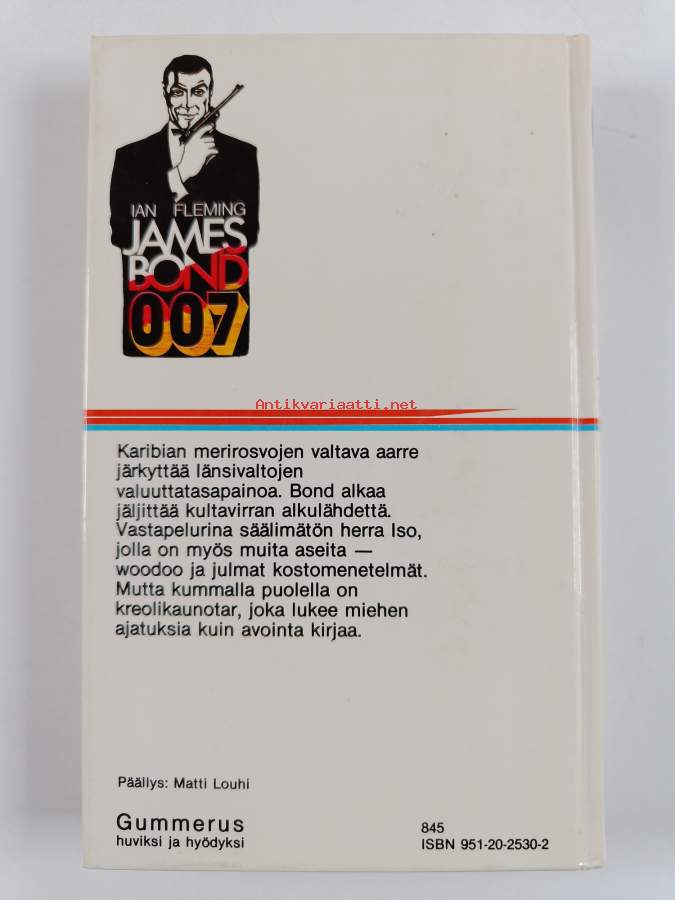 IAN FLEMING
JAMES
BOND
007
Antikvariaatti.net
Karibian merirosvojen valtava aarre
järkyttää länsivaltojen
valuuttatasapainoa. Bond alkaa
jäljittää kultavirran alkulähdettä.
Vastapelurina säälimätön herra Iso,
jolla on myös muita aseita —
woodoo ja julmat kostomenetelmät.
Mutta kummalla puolella on
kreolikaunotar, joka lukee miehen
ajatuksia kuin avointa kirjaa.
Päällys: Matti Louhi
Gummerus 845
huviksi ja hyödyksi ISBN 951-20-2530-2